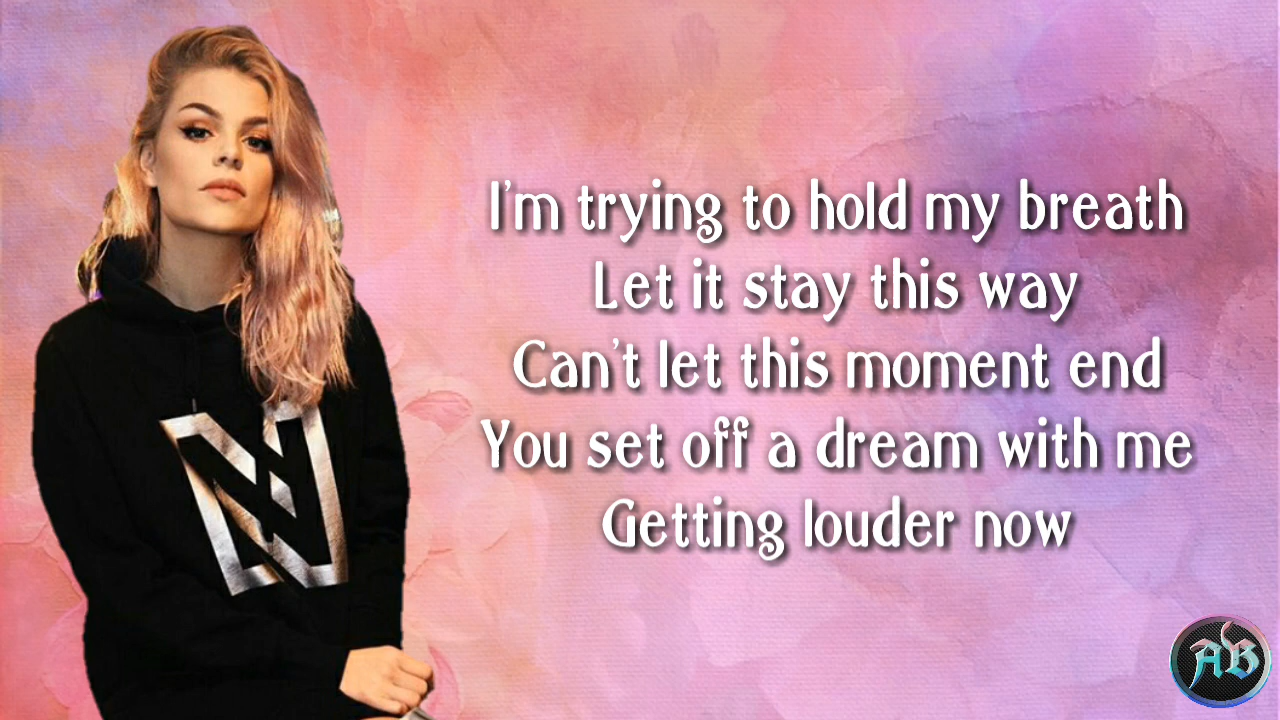 I'm trying to hold my breath
Let it stay this way
Can't let this moment end
You set off a dream with me
Getting louder now
AB